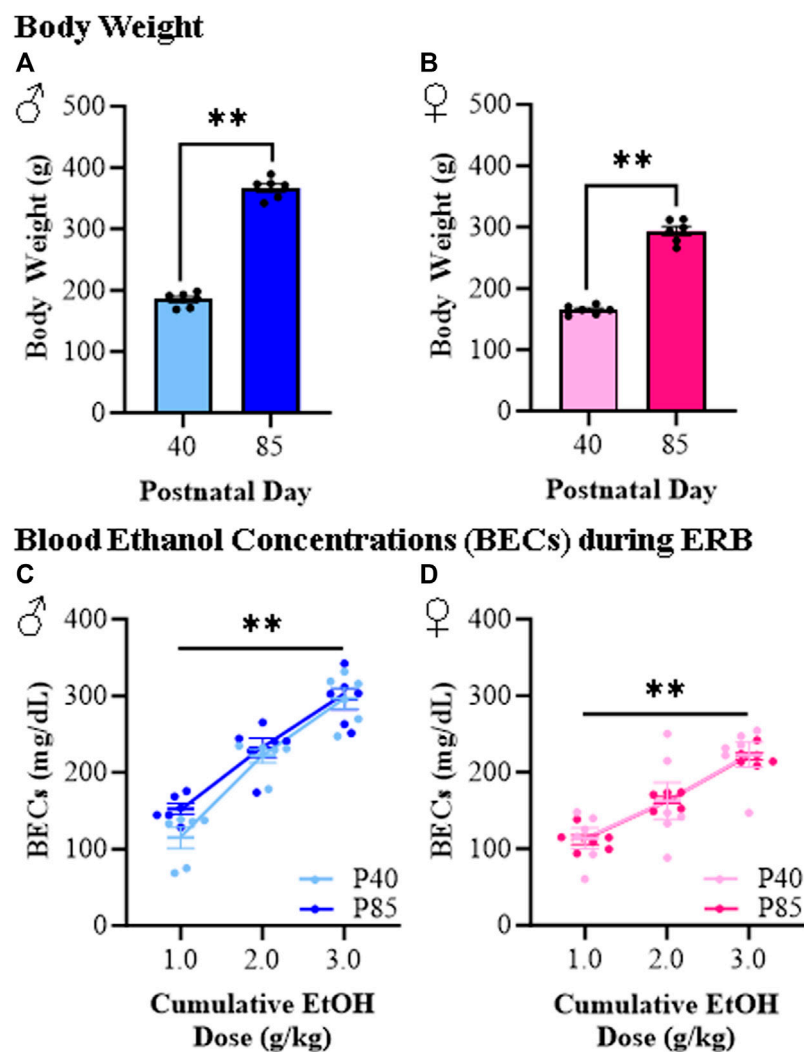 Body Weight
A
♂
**
500
400
300
200
100
0
Body Weight (g)
40
85
Postnatal Day
B
♀
**
500
400
300
200
100
0
Body Weight (g)
40
85
Postnatal Day
Blood Ethanol Concentrations (BECs) during ERB
C
♂
**
400
300
200
100
0
BECs (mg/dL)
P40
P85
1.0
2.0
3.0
Cumulative EtOH
Dose (g/kg)
D
♀
**
400
300
200
100
0
BECs (mg/dL)
P40
P85
1.0
2.0
3.0
Cumulative EtOH
Dose (g/kg)